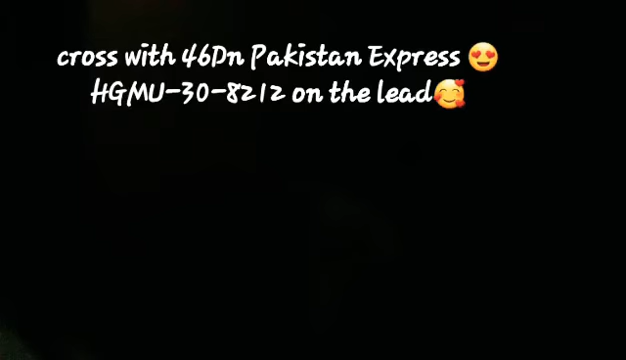 cross with 46Dn Pakistan Express 😍
HGMU-30-8212 on the lead🥰